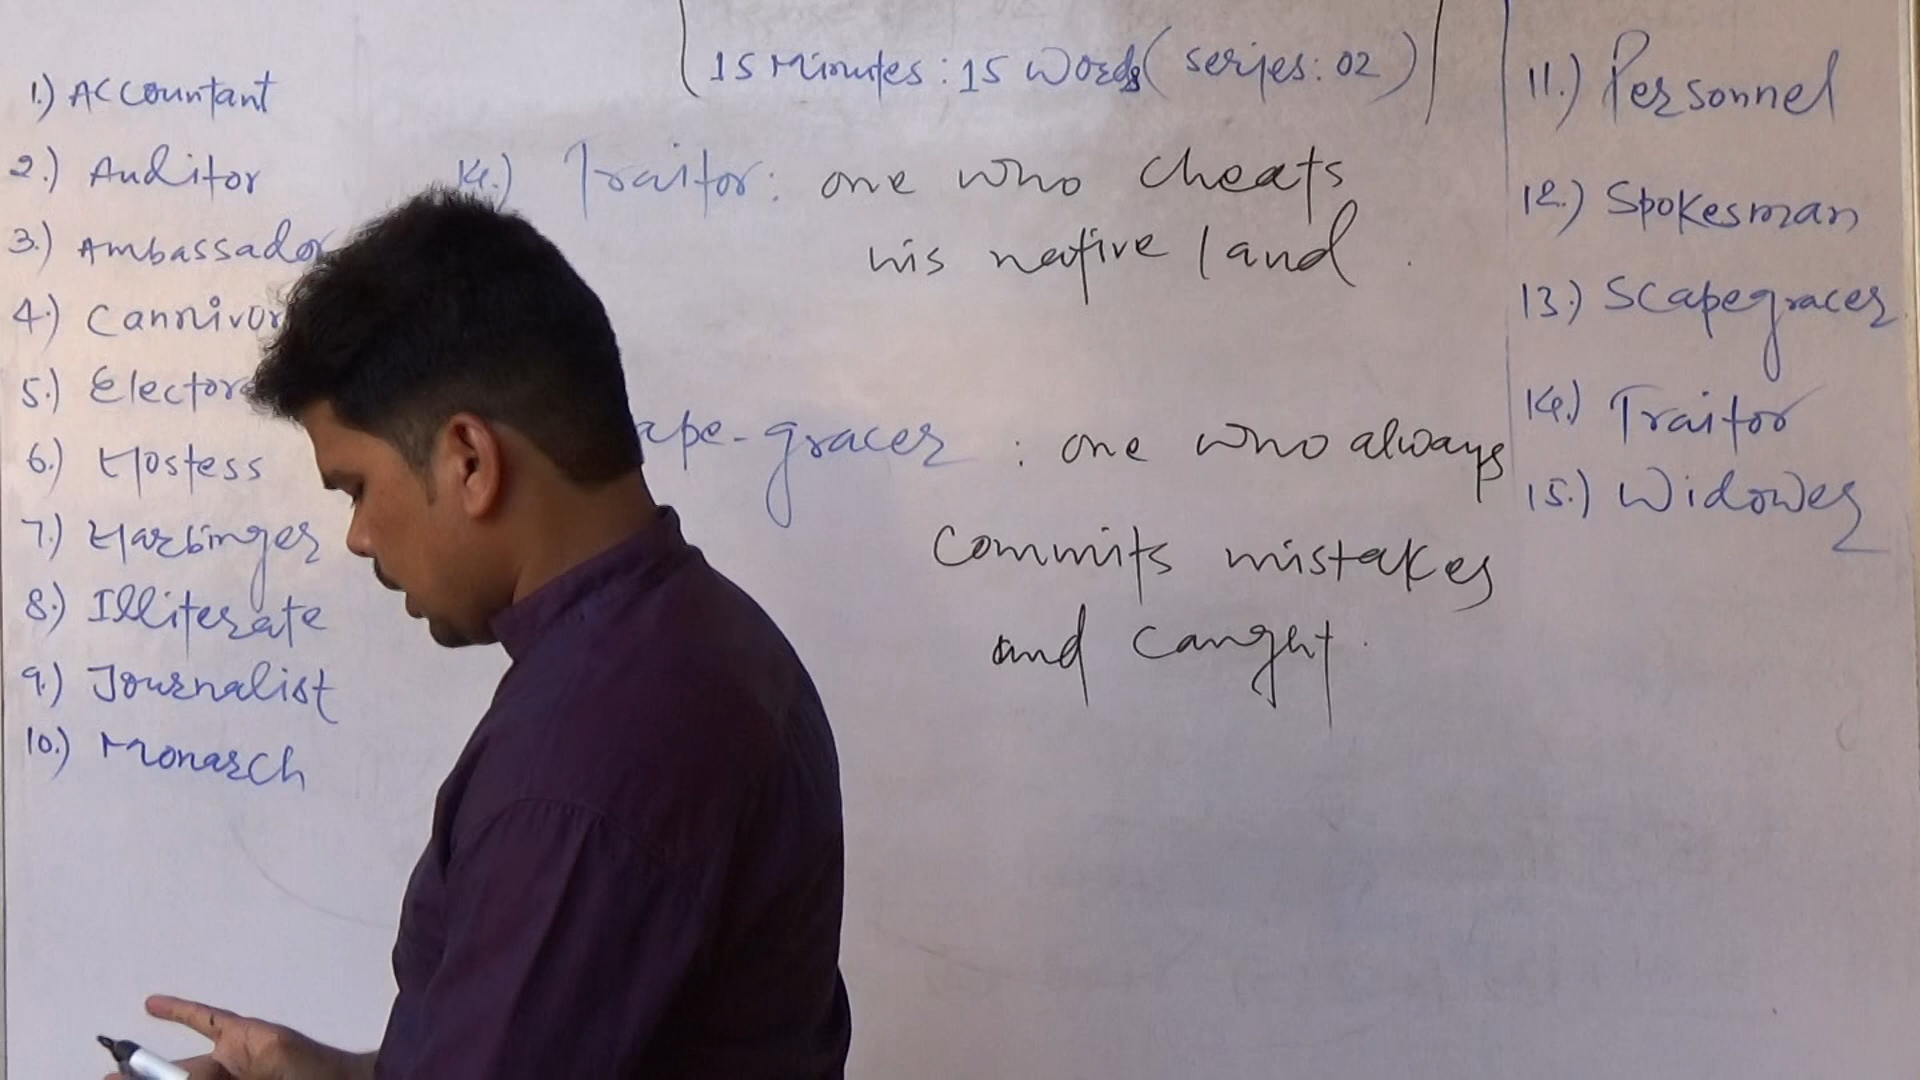 15 Minutes: 15 Words (series: 02)
1.) Accountant
2.) Auditor
3.) Ambassador
4.) Cannivor
5.) Elector
6.) Hostess
7.) Harbinger
8.) Illiterate
9.) Journalist
10.) Monarch
14.) Traitor: one who cheats
his native land.
ape-gracer : one who always
commits mistakes
and caught.
11.) Personnel
12.) Spokesman
13.) Scapegracer
14.) Traitor
15.) Widower